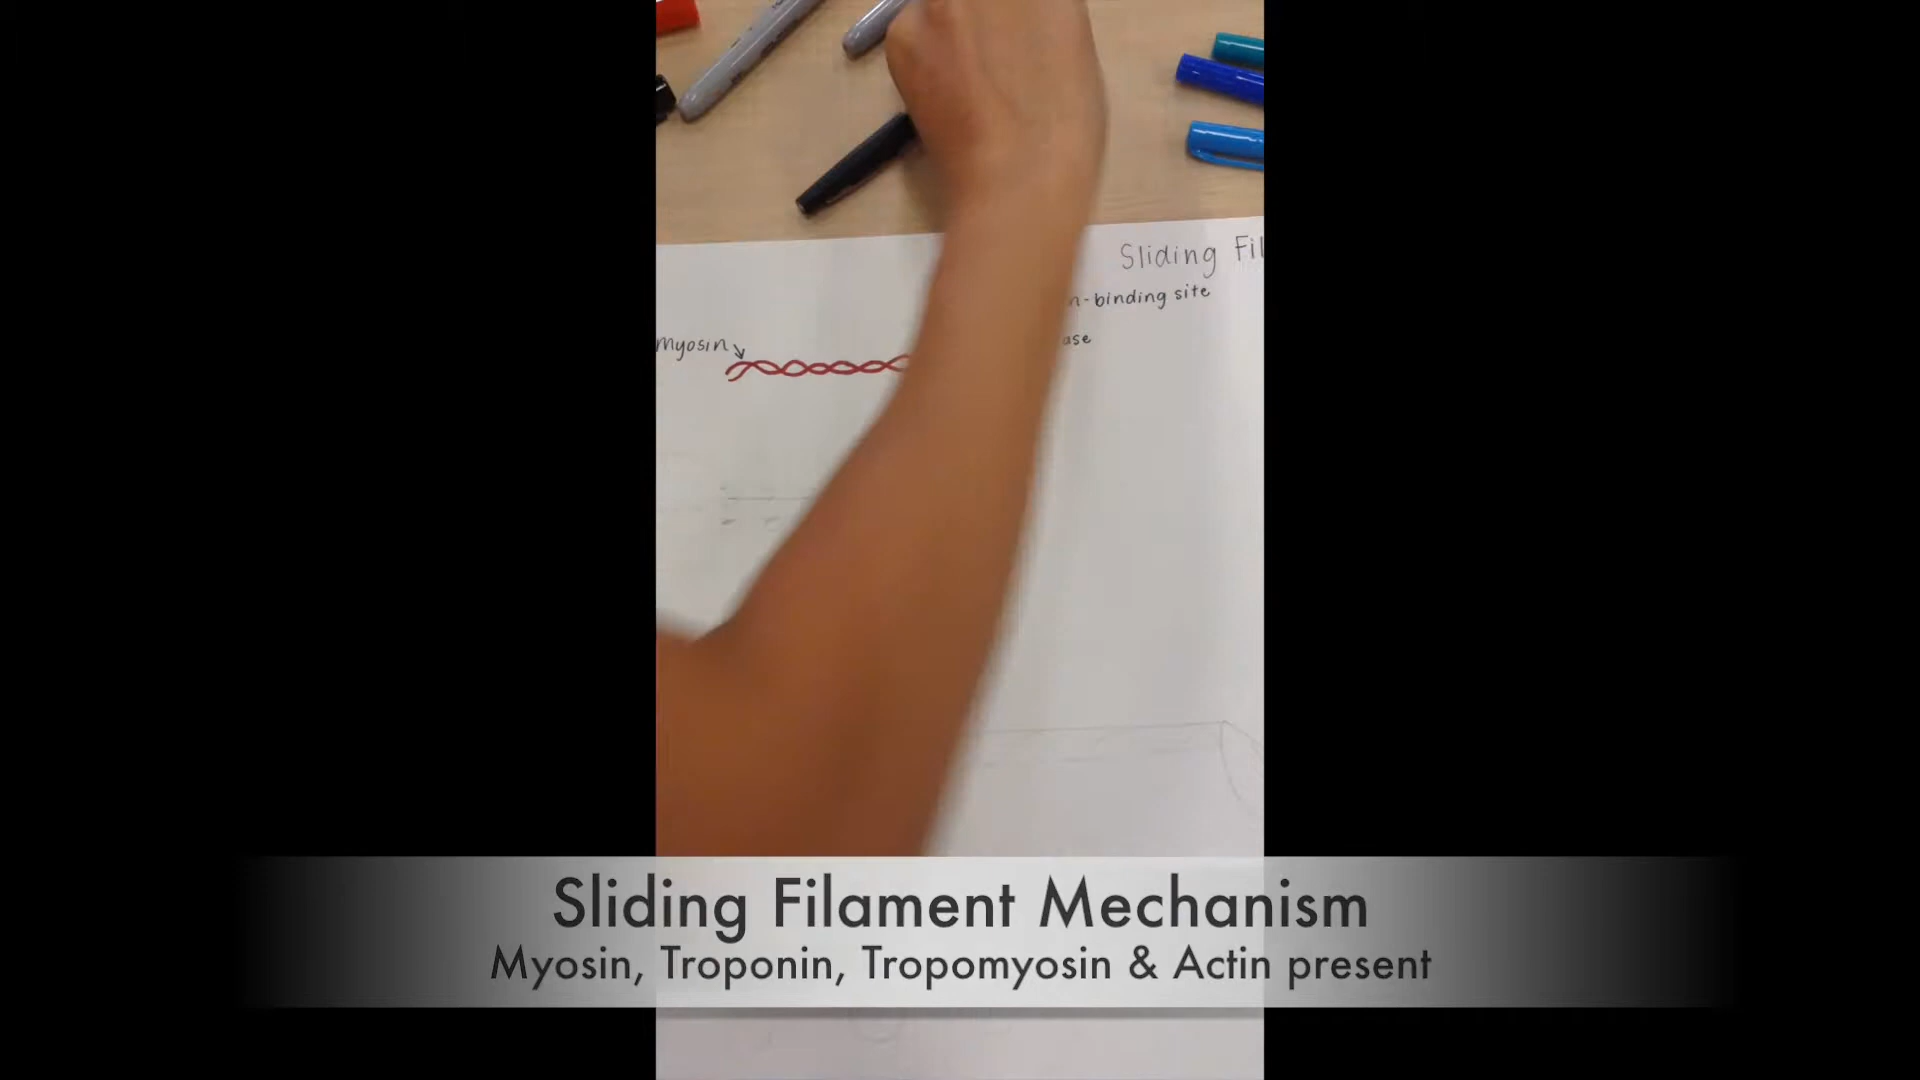 Sliding Fil
n-binding site
ase
myosin
Sliding Filament Mechanism
Myosin, Troponin, Tropomyosin & Actin present